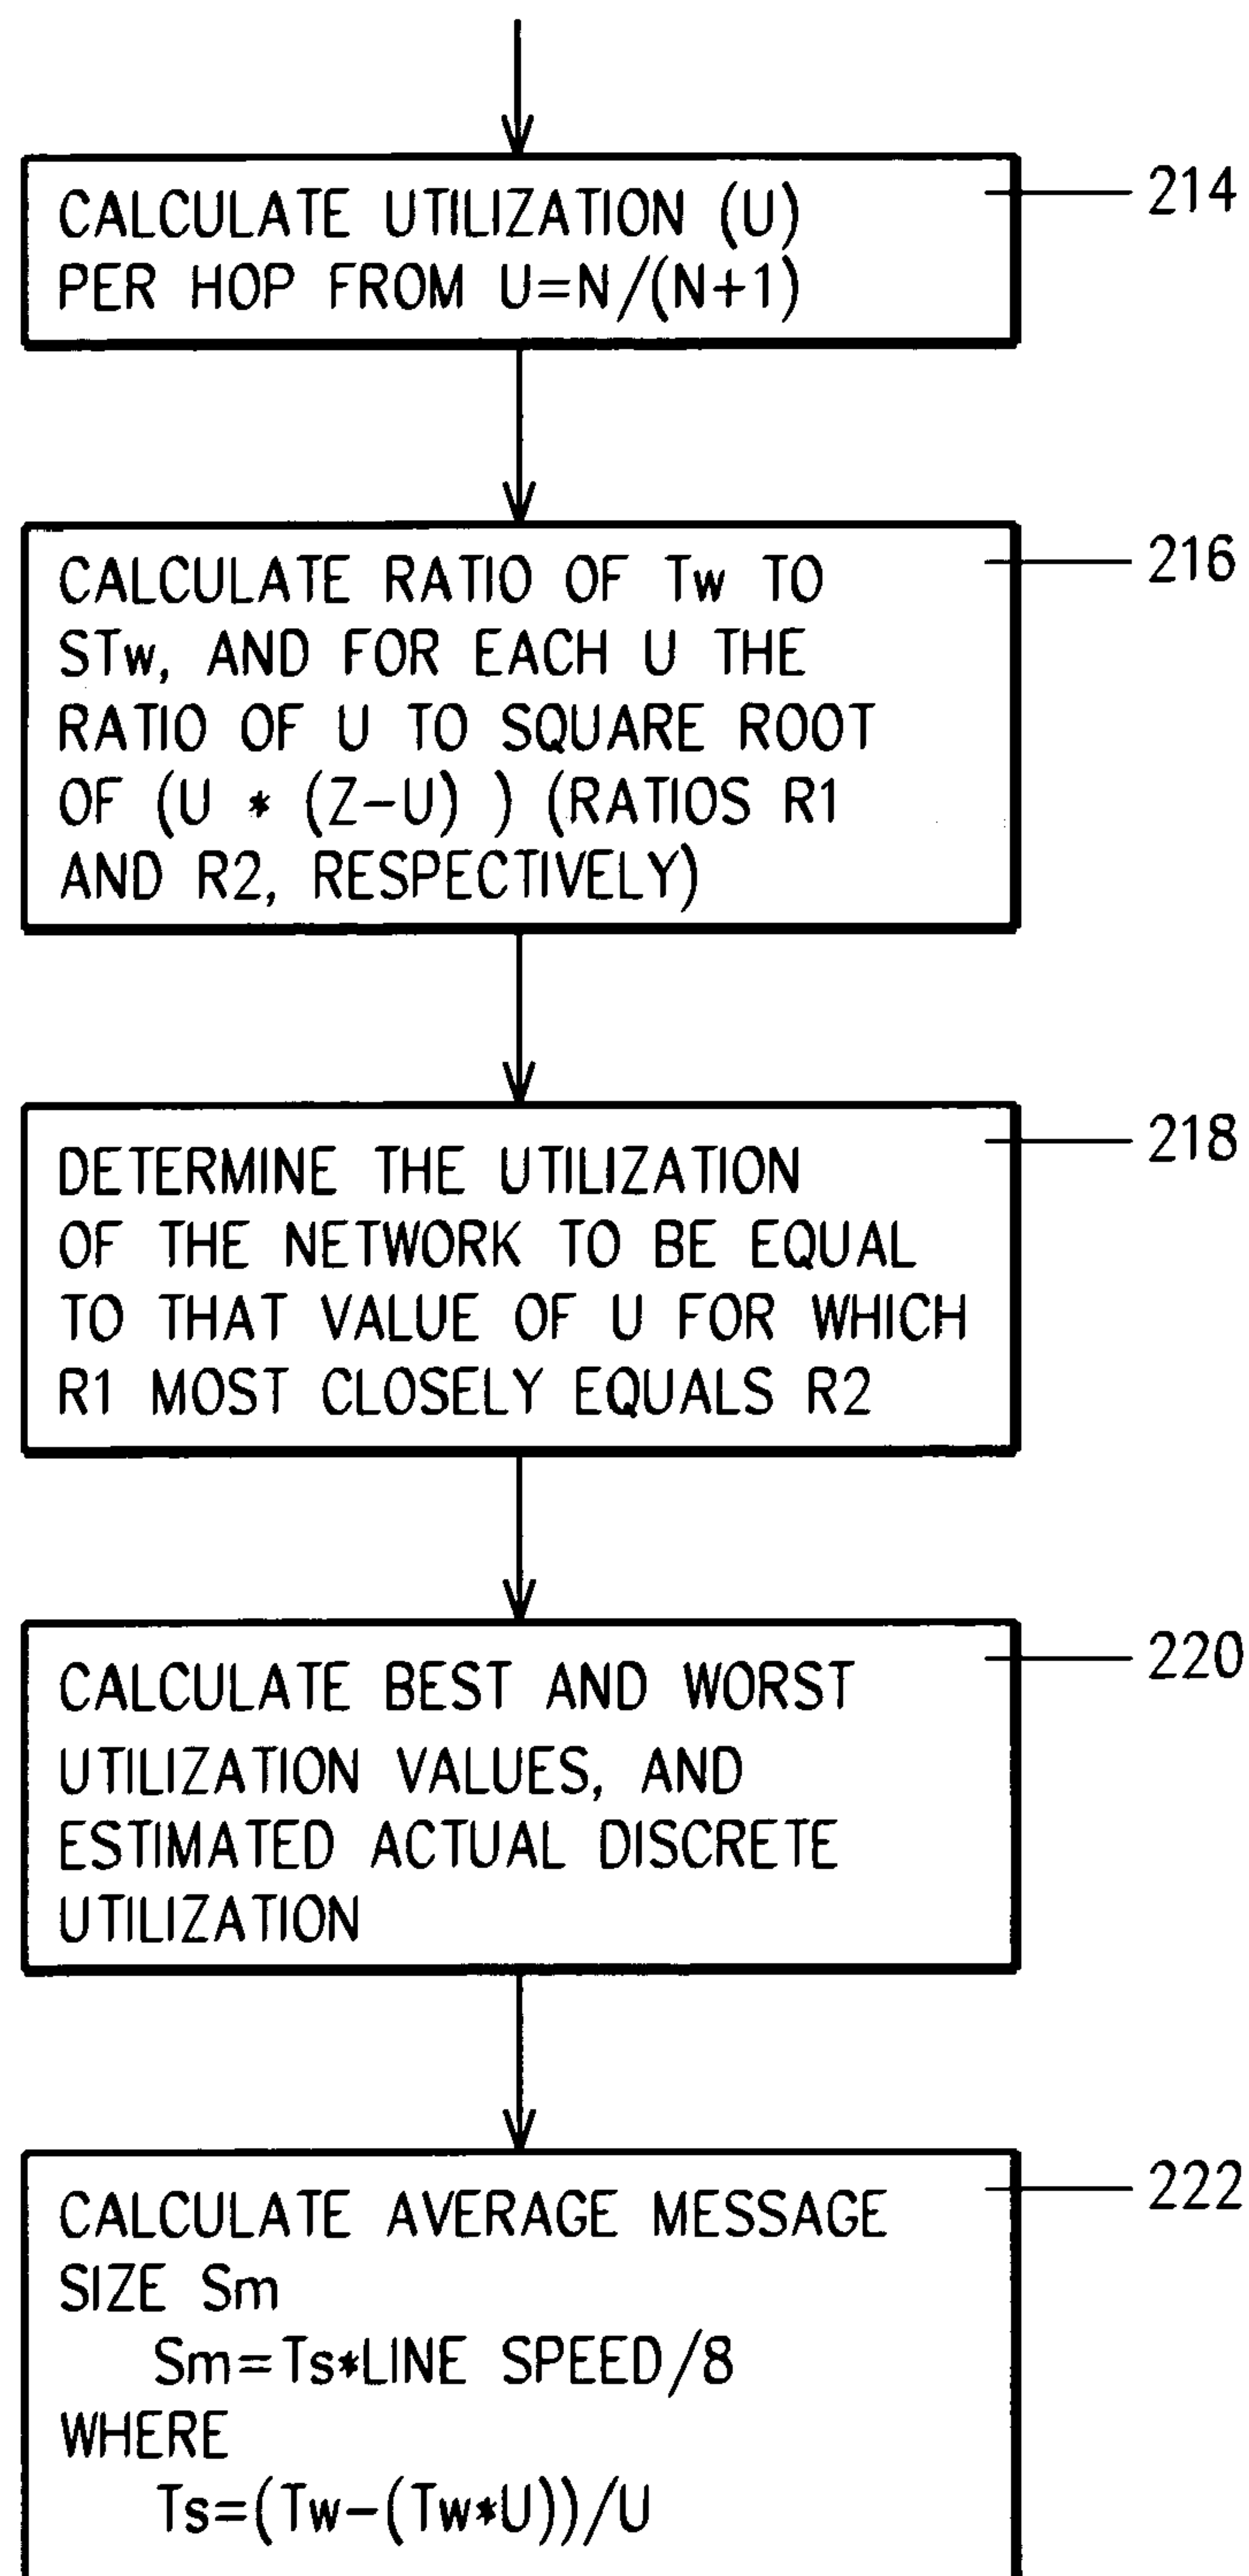 CALCULATE UTILIZATION (U)
PER HOP FROM U=N/(N+1)
214
CALCULATE RATIO OF Tw TO
STw, AND FOR EACH U THE
RATIO OF U TO SQUARE ROOT
OF (U * (Z-U) ) (RATIOS R1
AND R2, RESPECTIVELY)
216
DETERMINE THE UTILIZATION
OF THE NETWORK TO BE EQUAL
TO THAT VALUE OF U FOR WHICH
R1 MOST CLOSELY EQUALS R2
218
CALCULATE BEST AND WORST
UTILIZATION VALUES, AND
ESTIMATED ACTUAL DISCRETE
UTILIZATION
220
CALCULATE AVERAGE MESSAGE
SIZE Sm
Sm=Ts*LINE SPEED/8
WHERE
Ts=(Tw-(Tw*U))/U
222